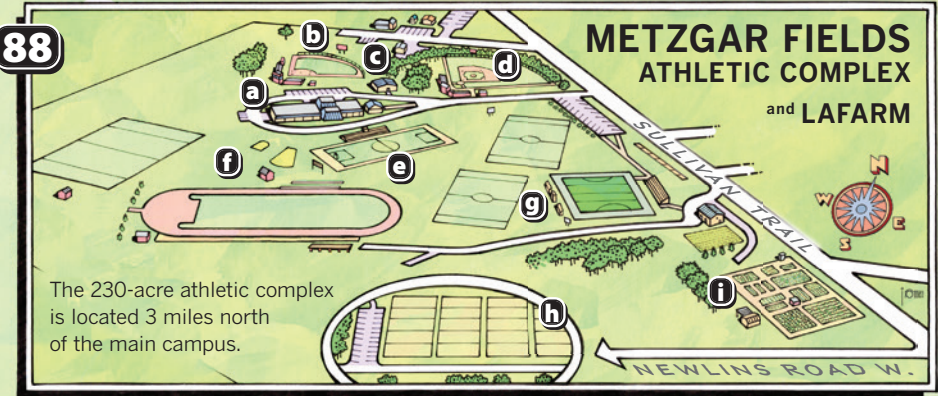 88
METZGAR FIELDS
ATHLETIC COMPLEX
and LAFARM
a
b
c
d
e
f
g
h
i
SULLIVAN TRAIL
N
W
E
S
The 230-acre athletic complex
is located 3 miles north
of the main campus.
NEWLINS ROAD W.